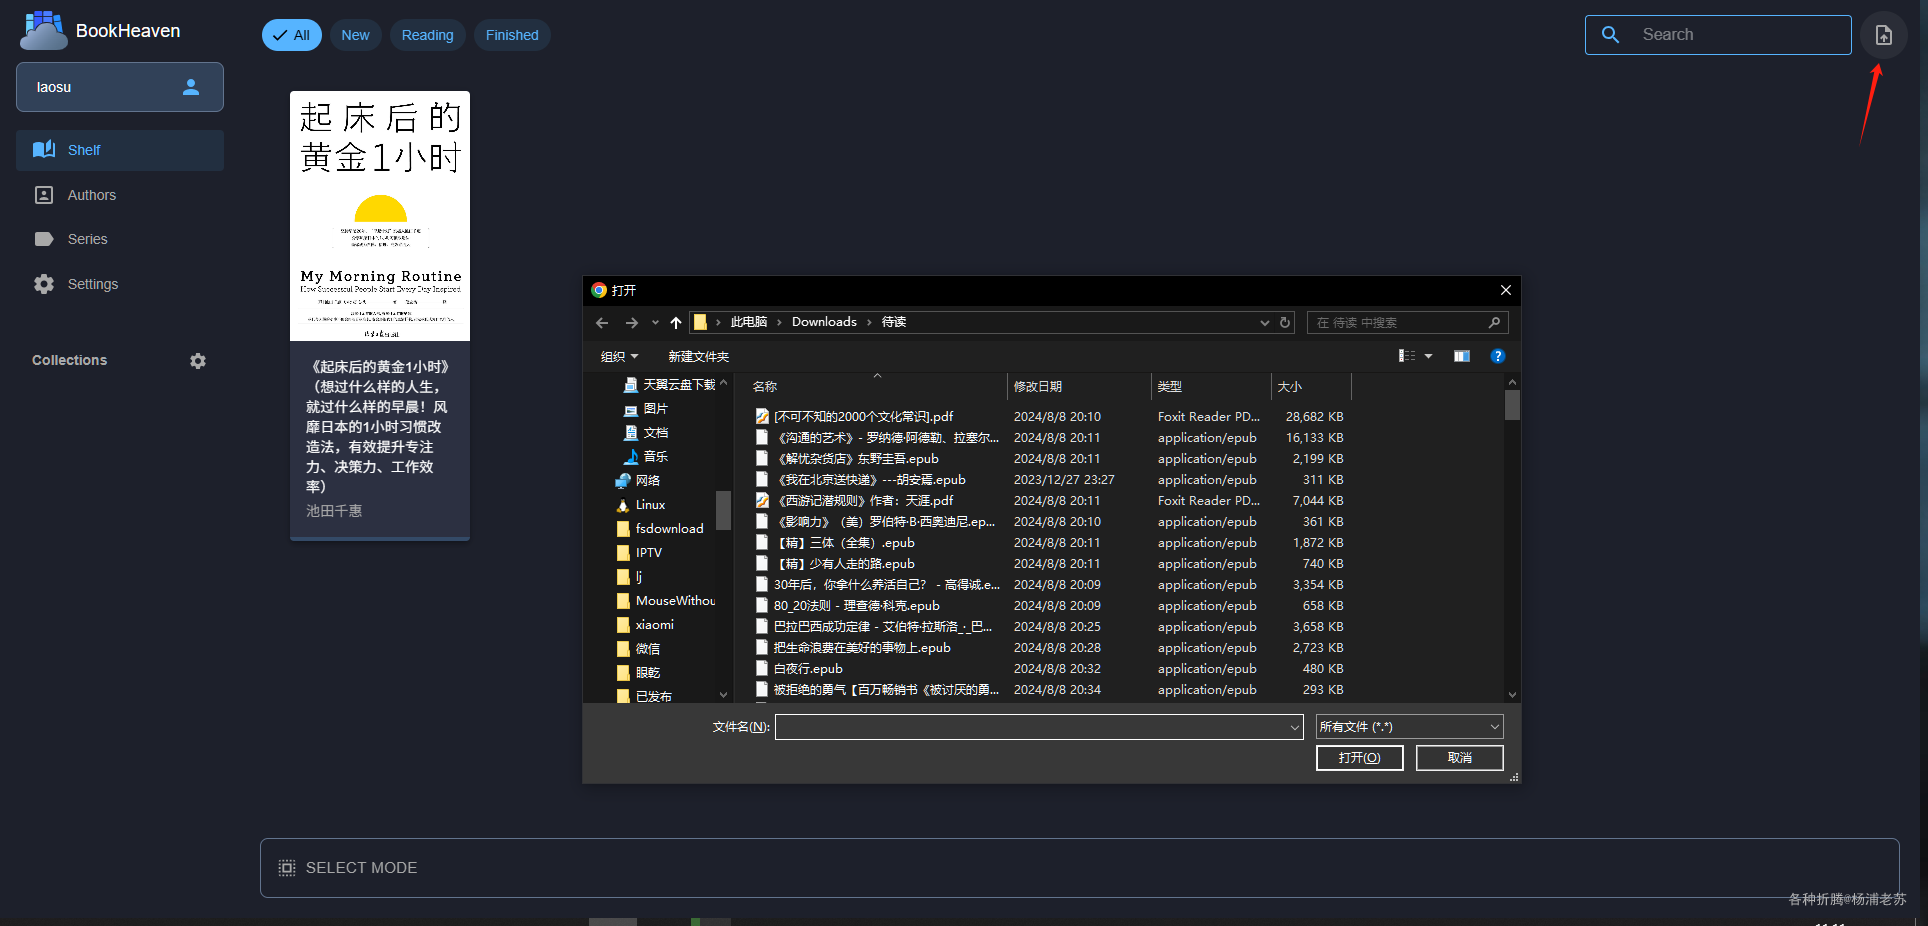 BookHeaven
laosu
Shelf
Authors
Series
Settings
Collections
All
New
Reading
Finished
Search
起床后的
黄金1小时
My Morning Routine
How Successful People Start Every Day Inspired
《起床后的黄金1小时》
（想过什么样的人生，
就过什么样的早晨！风
靡日本的1小时习惯改
造法，有效提升专注
力、决策力、工作效
率）
池田千惠
打开
此电脑 › Downloads › 待读
在 待读 中搜索
组织
新建文件夹
天翼云盘下载
图片
文档
音乐
网络
Linux
fsdownload
IPTV
lj
MouseWithou
xiaomi
微信
眼乾
已发布
名称 修改日期 类型 大小
[不可不知的2000个文化常识].pdf 2024/8/8 20:10 Foxit Reader PD... 28,682 KB
《沟通的艺术》- 罗纳德·阿德勒、拉塞尔... 2024/8/8 20:11 application/epub 16,133 KB
《解忧杂货店》东野圭吾.epub 2024/8/8 20:11 application/epub 2,199 KB
《我在北京送快递》---胡安焉.epub 2023/12/27 23:27 application/epub 311 KB
《西游记潜规则》作者：天涯.pdf 2024/8/8 20:11 Foxit Reader PD... 7,044 KB
《影响力》（美）罗伯特·B·西奥迪尼.ep... 2024/8/8 20:10 application/epub 361 KB
【精】三体（全集）.epub 2024/8/8 20:11 application/epub 1,872 KB
【精】少有人走的路.epub 2024/8/8 20:11 application/epub 740 KB
30年后，你拿什么养活自己？ - 高得诚.e... 2024/8/8 20:09 application/epub 3,354 KB
80_20法则 - 理查德·科克.epub 2024/8/8 20:09 application/epub 658 KB
巴拉巴西成功定律 - 艾伯特·拉斯洛_·_巴... 2024/8/8 20:25 application/epub 3,658 KB
把生命浪费在美好的事物上.epub 2024/8/8 20:28 application/epub 2,723 KB
白夜行.epub 2024/8/8 20:32 application/epub 480 KB
被拒绝的勇气【百万畅销书《被讨厌的勇... 2024/8/8 20:34 application/epub 293 KB
文件名(N):
所有文件 (*.*)
打开(O)
取消
SELECT MODE
各种折腾@杨浦老苏